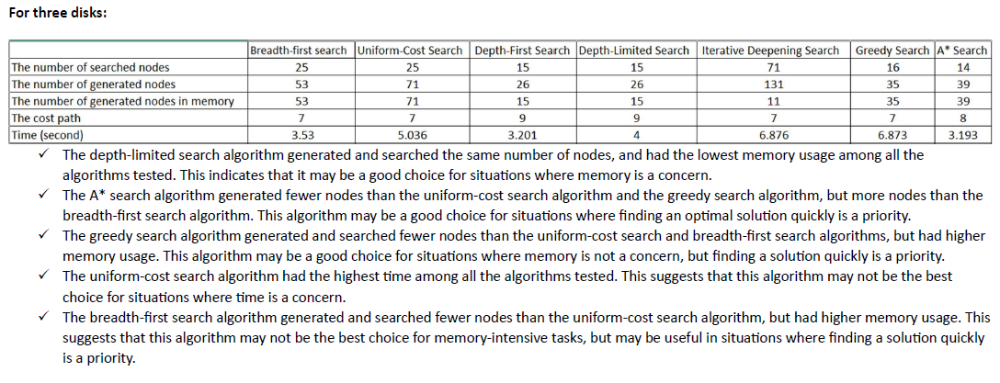 For three disks:
Breadth-first search Uniform-Cost Search Depth-First Search Depth-Limited Search Iterative Deepening Search Greedy Search A* Search
The number of searched nodes 25 25 15 15 71 16 14
The number of generated nodes 53 71 26 26 131 35 39
The number of generated nodes in memory 53 71 15 15 11 35 39
The cost path 7 7 9 9 7 7 8
Time (second) 3.53 5.036 3.201 4 6.876 6.873 3.193
✓ The depth-limited search algorithm generated and searched the same number of nodes, and had the lowest memory usage among all the
algorithms tested. This indicates that it may be a good choice for situations where memory is a concern.
✓ The A* search algorithm generated fewer nodes than the uniform-cost search algorithm and the greedy search algorithm, but more nodes than the
breadth-first search algorithm. This algorithm may be a good choice for situations where finding an optimal solution quickly is a priority.
✓ The greedy search algorithm generated and searched fewer nodes than the uniform-cost search and breadth-first search algorithms, but had higher
memory usage. This algorithm may be a good choice for situations where memory is not a concern, but finding a solution quickly is a priority.
✓ The uniform-cost search algorithm had the highest time among all the algorithms tested. This suggests that this algorithm may not be the best
choice for situations where time is a concern.
✓ The breadth-first search algorithm generated and searched fewer nodes than the uniform-cost search algorithm, but had higher memory usage. This
suggests that this algorithm may not be the best choice for memory-intensive tasks, but may be useful in situations where finding a solution quickly
is a priority.